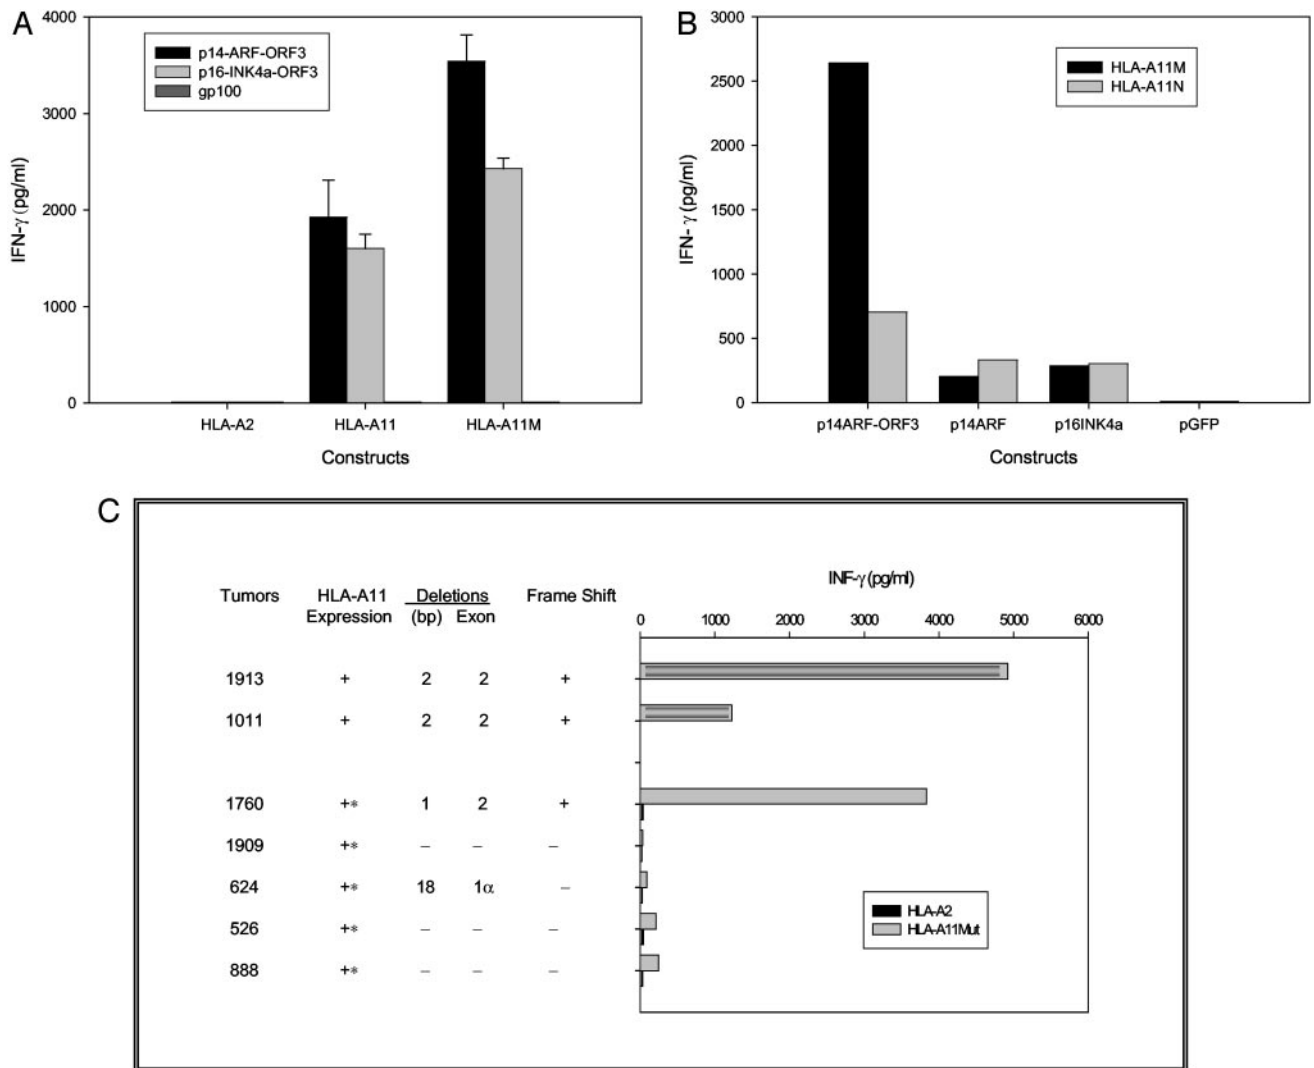 A
4000
3000
2000
1000
0
IFN-γ (pg/ml)
p14-ARF-ORF3
p16-INK4a-ORF3
gp100
HLA-A2 HLA-A11 HLA-A11M
Constructs
B
3000
2500
2000
1500
1000
500
0
IFN- γ (pg/ml)
HLA-A11M
HLA-A11N
p14ARF-ORF3 p14ARF p16INK4a pGFP
Constructs
C
INF-γ (pg/ml)
Tumors HLA-A11 Deletions Frame Shift
Expression (bp) Exon
0 1000 2000 3000 4000 5000 6000
1913 + 2 2 +
1011 + 2 2 +
1760 +* 1 2 +
1909 +* – – –
624 +* 18 1α –
526 +* – – –
888 +* – – –
HLA-A2
HLA-A11Mut